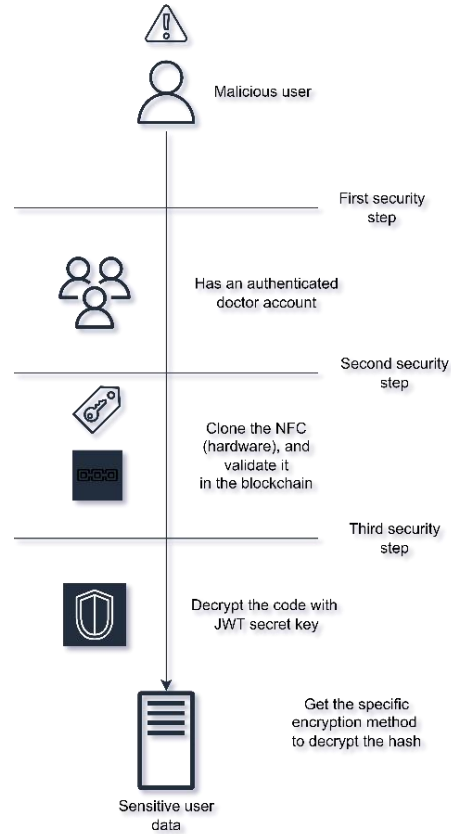 Malicious user
First security
step
Has an authenticated
doctor account
Second security
step
Clone the NFC
(hardware), and
validate it
in the blockchain
Third security
step
Decrypt the code with
JWT secret key
Get the specific
encryption method
to decrypt the hash
Sensitive user
data